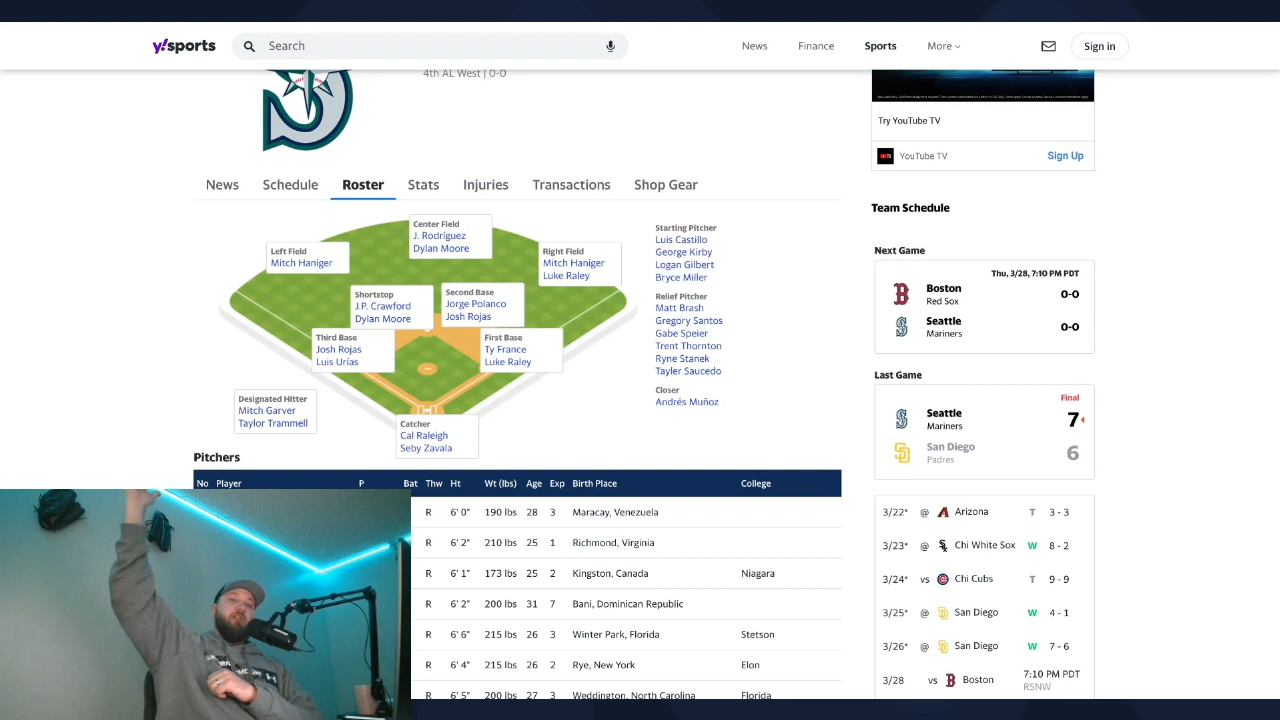 y!sports
Search
News
Finance
Sports
More
Sign in
4th AL West | 0-0
Try YouTube TV
YouTube TV
Sign Up
News
Schedule
Roster
Stats
Injuries
Transactions
Shop Gear
Team Schedule
Center Field
J. Rodríguez
Dylan Moore
Left Field
Mitch Haniger
Right Field
Mitch Haniger
Luke Raley
Shortstop
J.P. Crawford
Dylan Moore
Second Base
Jorge Polanco
Josh Rojas
Third Base
Josh Rojas
Luis Urías
First Base
Ty France
Luke Raley
Designated Hitter
Mitch Garver
Taylor Trammell
Catcher
Cal Raleigh
Seby Zavala
Starting Pitcher
Luis Castillo
George Kirby
Logan Gilbert
Bryce Miller
Relief Pitcher
Matt Brash
Gregory Santos
Gabe Speier
Trent Thornton
Ryne Stanek
Tayler Saucedo
Closer
Andrés Muñoz
Next Game
Thu, 3/28, 7:10 PM PDT
Boston 0-0
Red Sox
Seattle 0-0
Mariners
Last Game
Final
Seattle 7
Mariners
San Diego 6
Padres
3/22* @ Arizona T 3 - 3
3/23* @ Chi White Sox W 8 - 2
3/24* vs Chi Cubs T 9 - 9
3/25* @ San Diego W 4 - 1
3/26* @ San Diego W 7 - 6
3/28 vs Boston 7:10 PM PDT
RSNW
Pitchers
No Player P Bat Thw Ht Wt (lbs) Age Exp Birth Place College
R 6' 0" 190 lbs 28 3 Maracay, Venezuela
R 6' 2" 210 lbs 25 1 Richmond, Virginia
R 6' 1" 173 lbs 25 2 Kingston, Canada Niagara
R 6' 2" 200 lbs 31 7 Bani, Dominican Republic
R 6' 6" 215 lbs 26 3 Winter Park, Florida Stetson
R 6' 4" 215 lbs 26 2 Rye, New York Elon
R 6' 5" 200 lbs 27 3 Weddington, North Carolina Florida